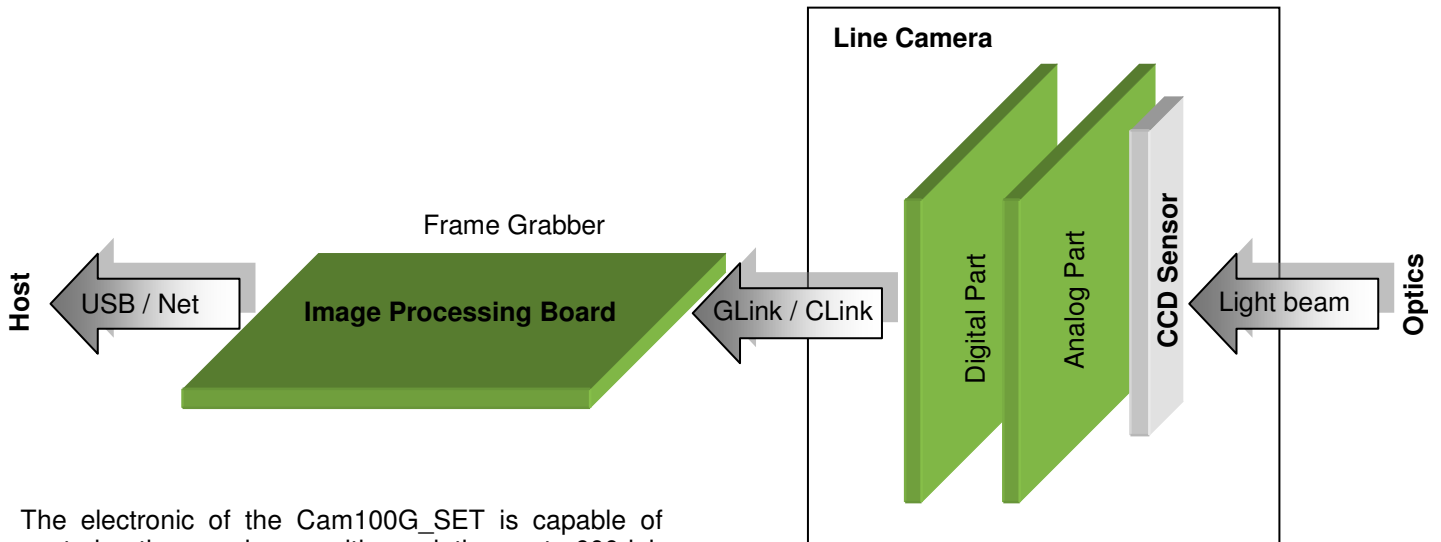 Line Camera
Frame Grabber
Host
USB / Net
Image Processing Board
GLink / CLink
Digital Part
Analog Part
CCD Sensor
Light beam
Optics
The electronic of the Cam100G_SET is capable of